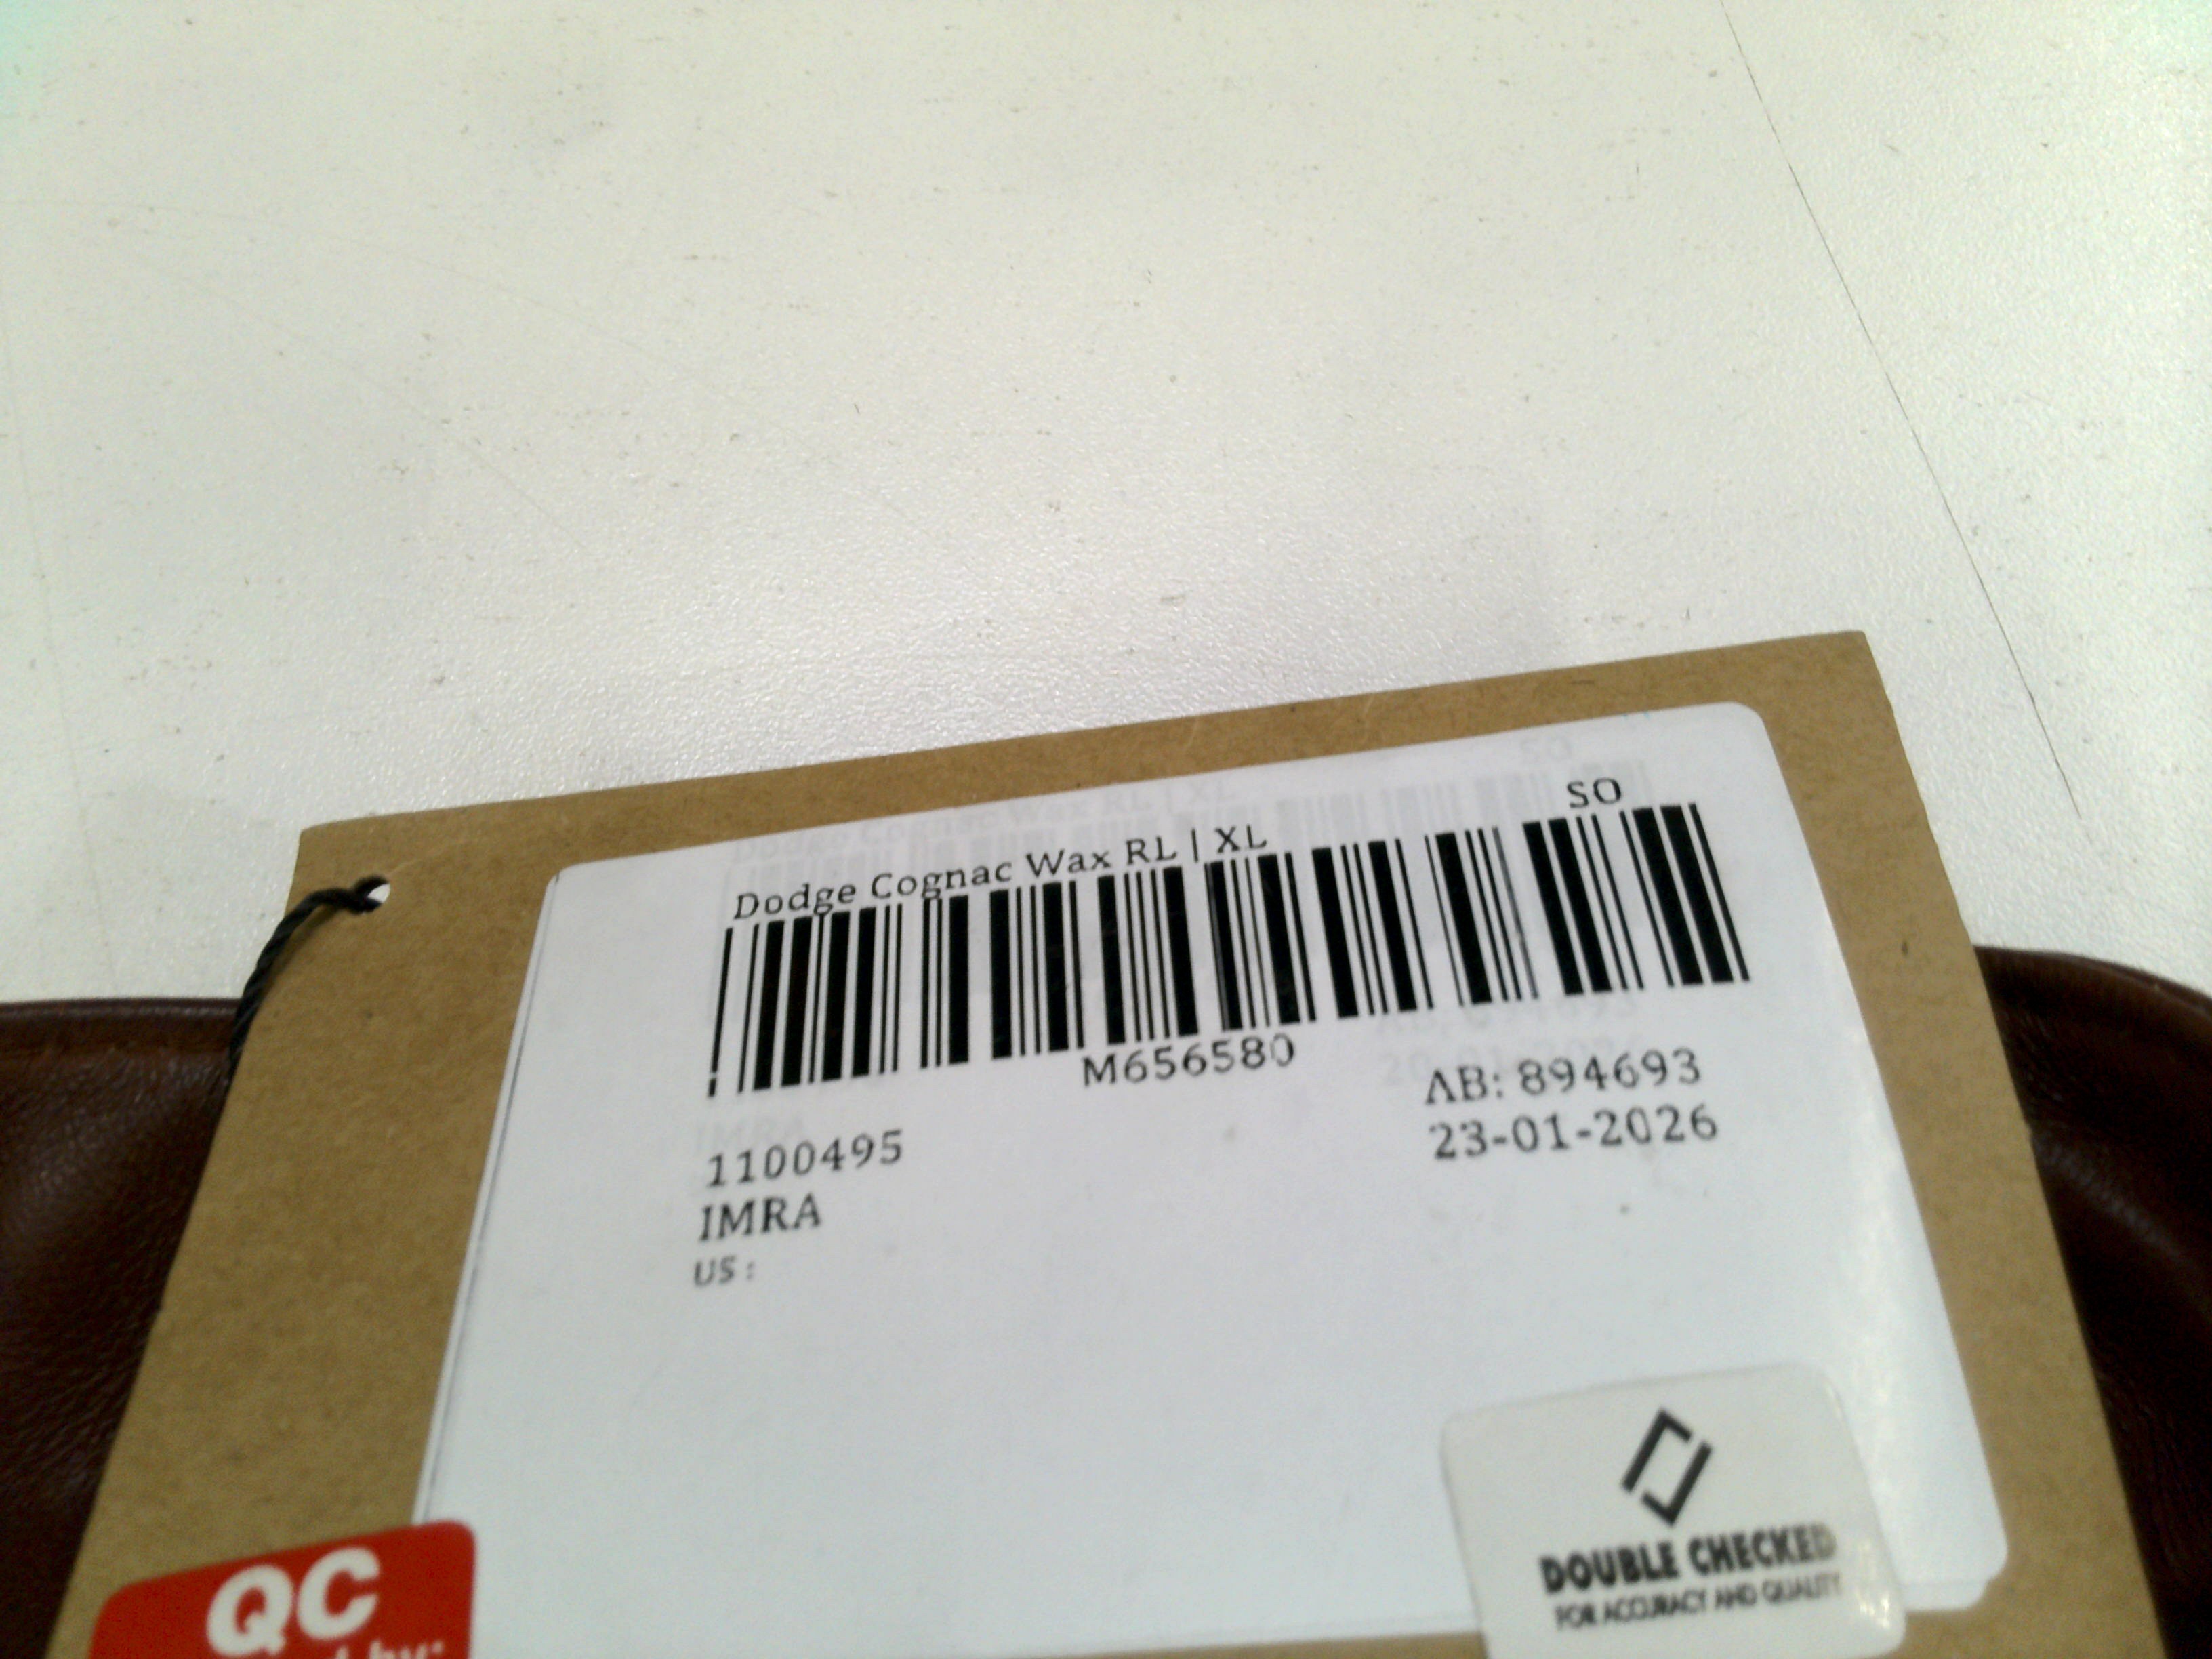 SO
Dodge Cognac Wax RL | XL
M656580
AB: 894693
23-01-2026
1100495
IMRA
US :
DOUBLE CHECKED
FOR ACCURACY AND QUALITY
QC